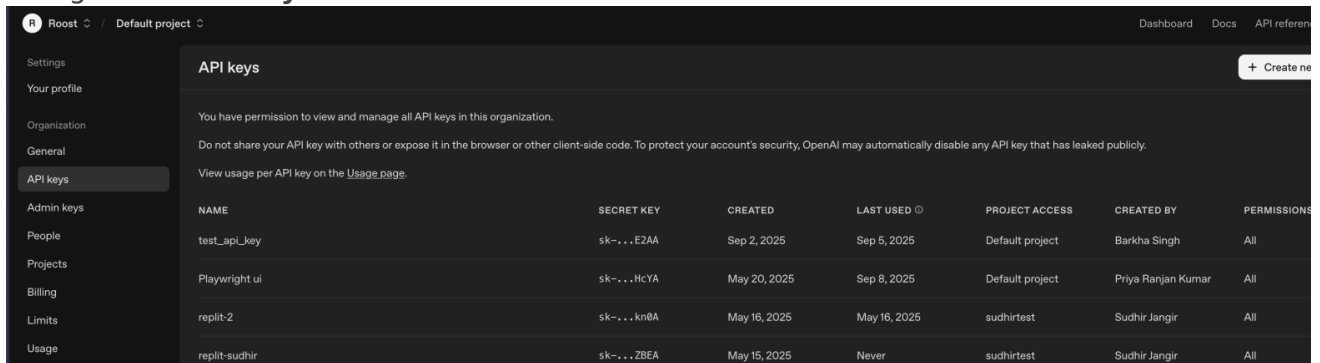 R Roost / Default project Dashboard Docs API referen
Settings
Your profile
Organization
General
API keys
Admin keys
People
Projects
Billing
Limits
Usage
API keys
+ Create ne
You have permission to view and manage all API keys in this organization.
Do not share your API key with others or expose it in the browser or other client-side code. To protect your account's security, OpenAI may automatically disable any API key that has leaked publicly.
View usage per API key on the Usage page.
NAME SECRET KEY CREATED LAST USED PROJECT ACCESS CREATED BY PERMISSIONS
test_api_key sk-...E2AA Sep 2, 2025 Sep 5, 2025 Default project Barkha Singh All
Playwright ui sk-...HcYA May 20, 2025 Sep 8, 2025 Default project Priya Ranjan Kumar All
replit-2 sk-...kn0A May 16, 2025 May 16, 2025 sudhirtest Sudhir Jangir All
replit-sudhir sk-...ZBEA May 15, 2025 Never sudhirtest Sudhir Jangir All